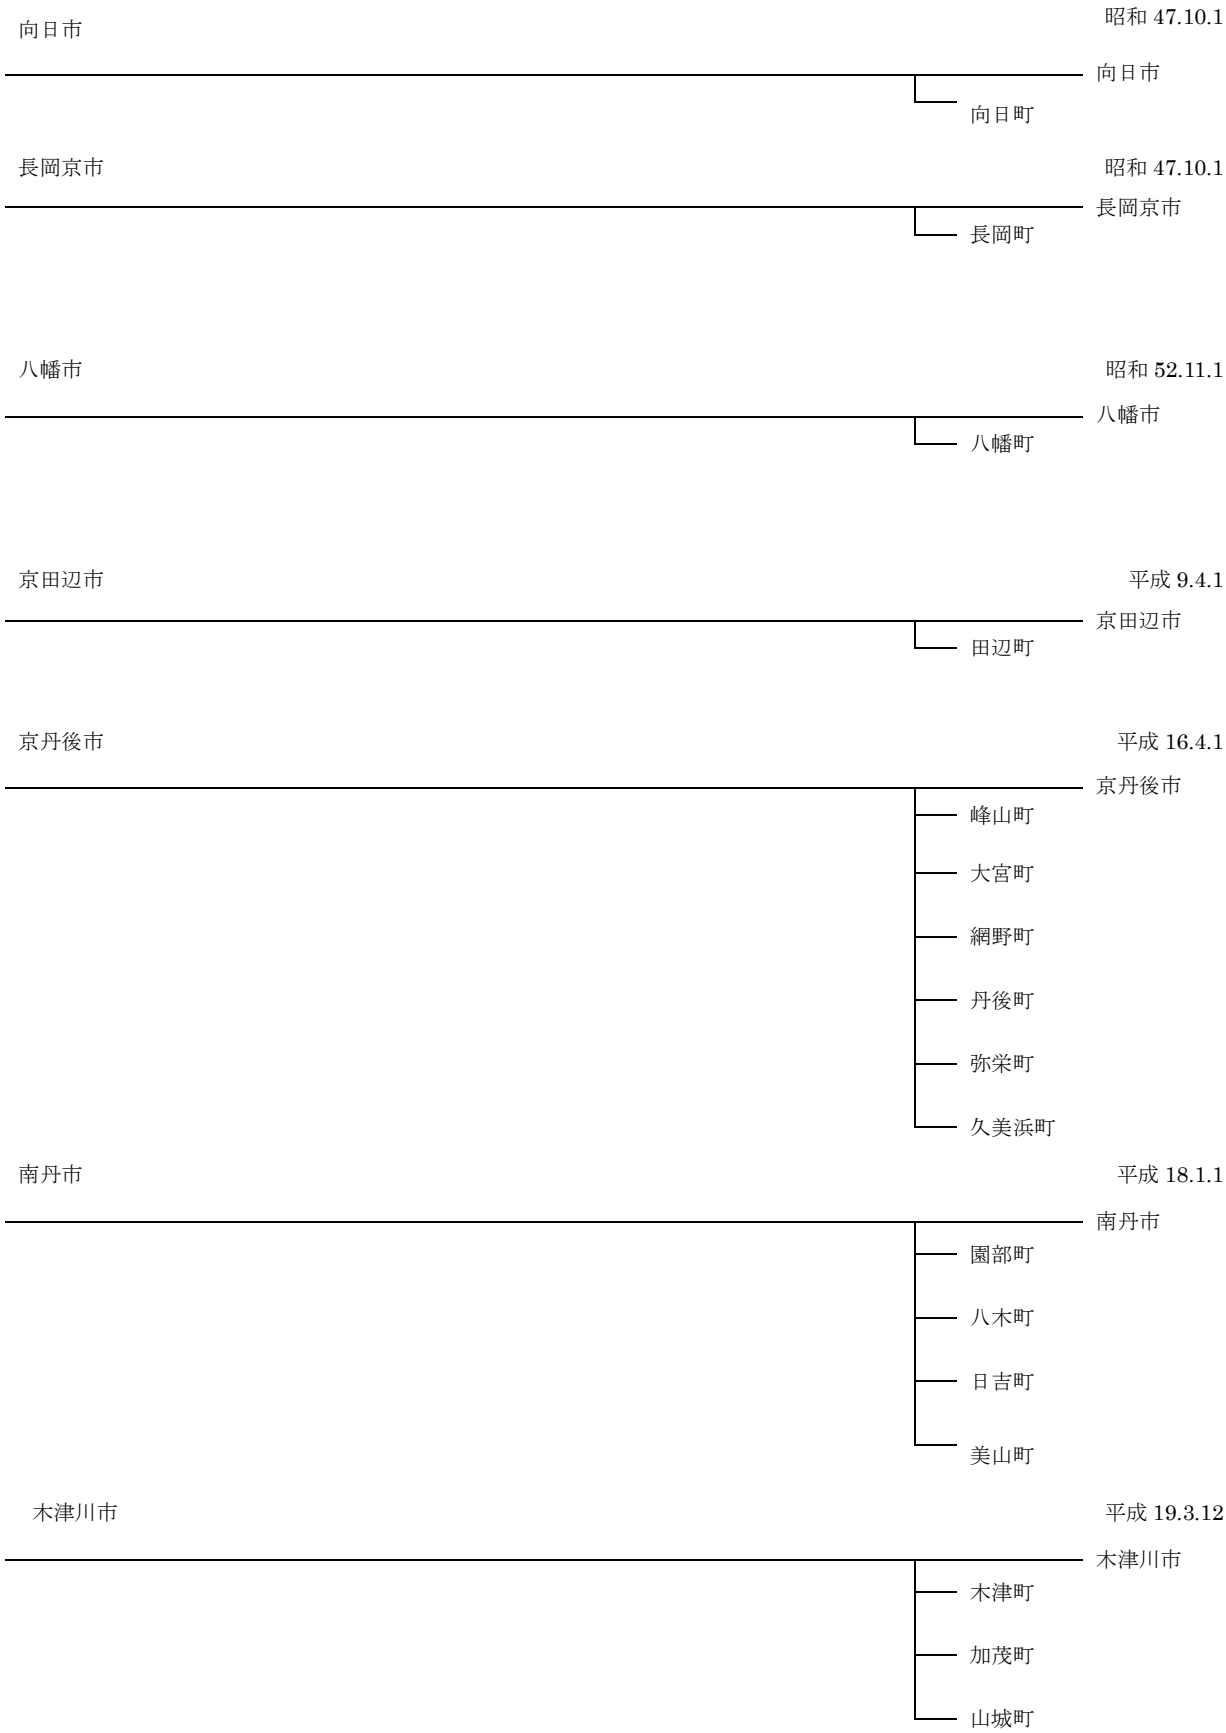 向日市
昭和 47.10.1
向日市
向日町
長岡京市
昭和 47.10.1
長岡京市
長岡町
八幡市
昭和 52.11.1
八幡市
八幡町
京田辺市
平成 9.4.1
京田辺市
田辺町
京丹後市
平成 16.4.1
京丹後市
峰山町
大宮町
網野町
丹後町
弥栄町
久美浜町
南丹市
平成 18.1.1
南丹市
園部町
八木町
日吉町
美山町
木津川市
平成 19.3.12
木津川市
木津町
加茂町
山城町